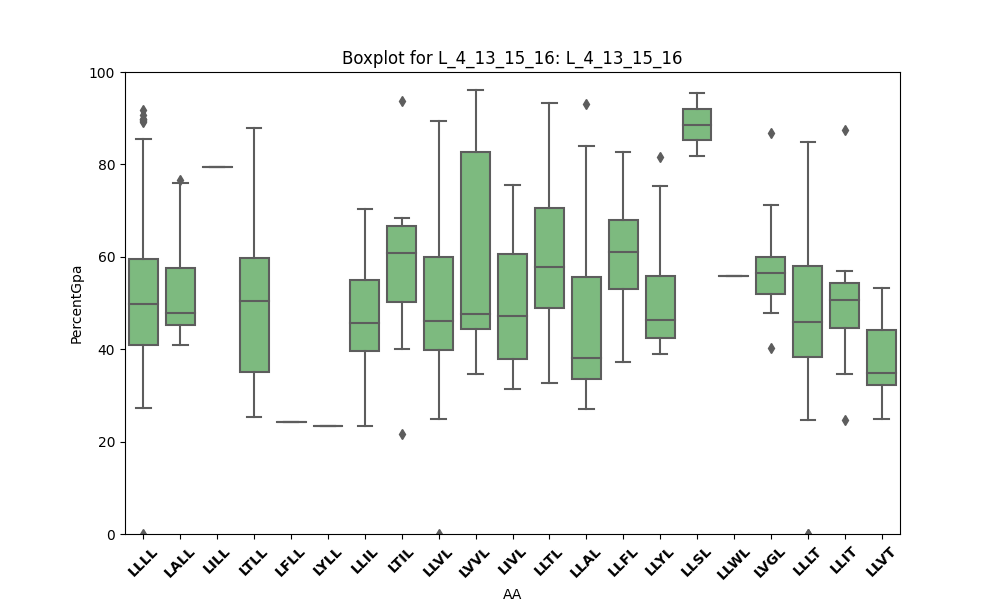 Boxplot for L_4_13_15_16: L_4_13_15_16
PercentGpa
100
80
60
40
20
0
LLLL LALL LILL LTLL LFLL LYLL LLIL LTIL LLVL LVVL LIVL LLTL LLAL LLFL LLYL LLSL LLWL LVGL LLLT LLIT LLVT
AA